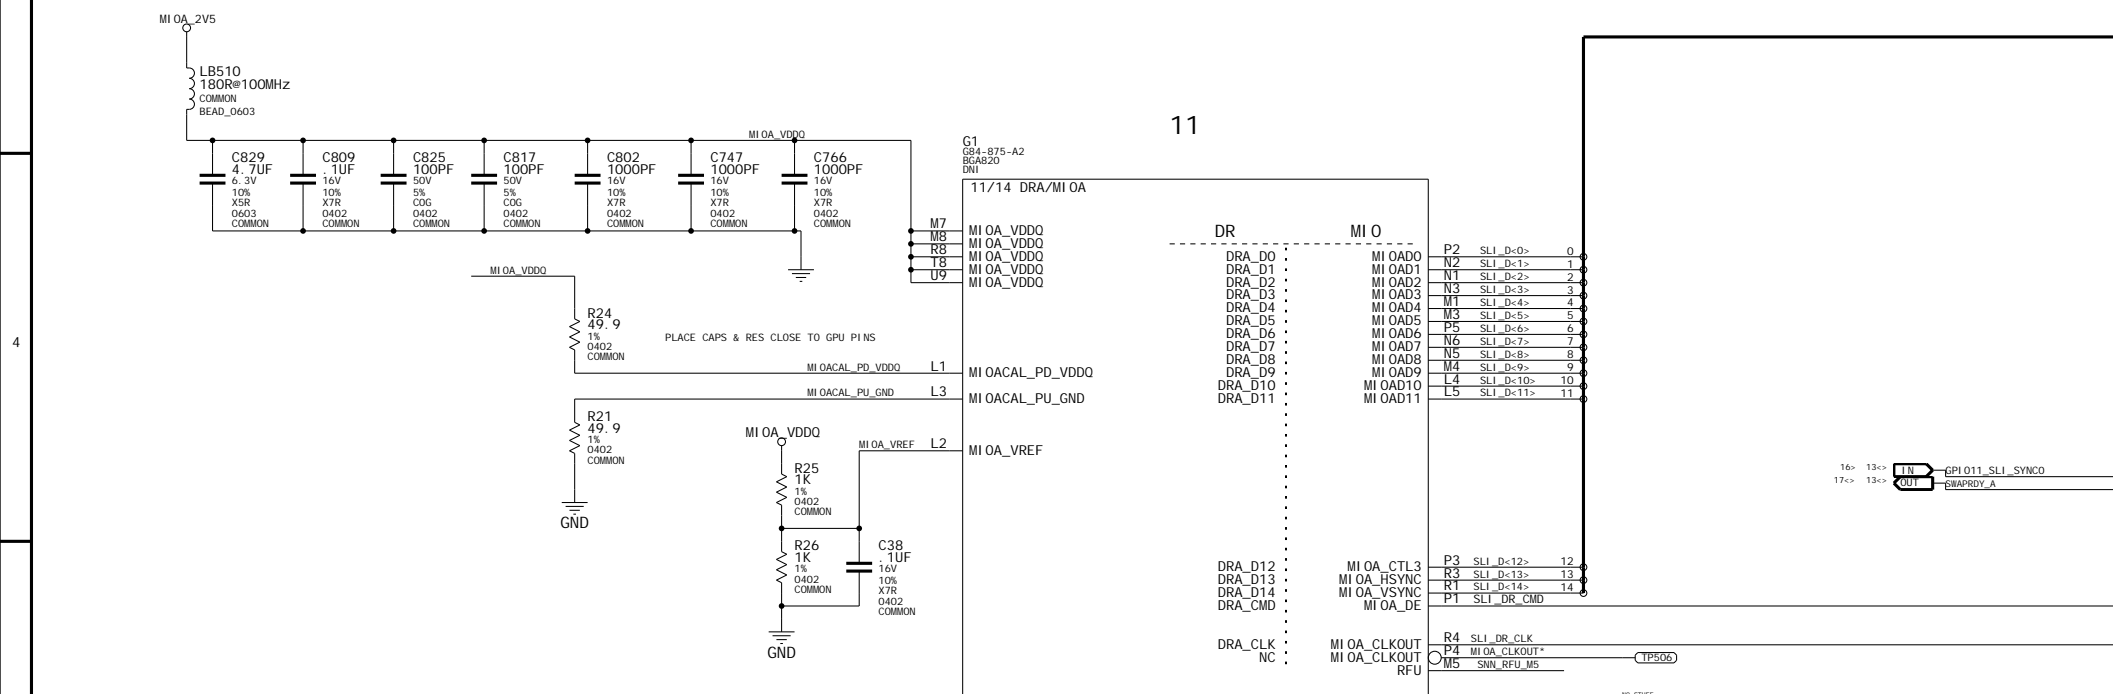 MIOA_2V5
LB510
180R@100MHz
COMMON
BEAD_0603
11
MIOA_VDDQ
C829
4.7UF
6.3V
10%
X5R
0603
COMMON
C809
.1UF
16V
10%
X7R
0402
COMMON
C825
100PF
50V
5%
C0G
0402
COMMON
C817
100PF
50V
5%
C0G
0402
COMMON
C802
1000PF
16V
10%
X7R
0402
COMMON
C747
1000PF
16V
10%
X7R
0402
COMMON
C766
1000PF
16V
10%
X7R
0402
COMMON
G1
G84-875-A2
BGA820
DNI
11/14 DRA/MIOA
M7 MIOA_VDDQ
M8 MIOA_VDDQ
R8 MIOA_VDDQ
T8 MIOA_VDDQ
U9 MIOA_VDDQ
MIOA_VDDQ
R24
49.9
1%
0402
COMMON
PLACE CAPS & RES CLOSE TO GPU PINS
MIOACAL_PD_VDDQ L1 MIOACAL_PD_VDDQ
MIOACAL_PU_GND L3 MIOACAL_PU_GND
R21
49.9
1%
0402
COMMON
GND
MIOA_VDDQ
MIOA_VREF L2 MIOA_VREF
R25
1K
1%
0402
COMMON
R26
1K
1%
0402
COMMON
C38
.1UF
16V
10%
X7R
0402
COMMON
GND
4
DR MIO
DRA_D0 MIOAD0 P2 SLI_D<0> 0
DRA_D1 MIOAD1 N2 SLI_D<1> 1
DRA_D2 MIOAD2 N1 SLI_D<2> 2
DRA_D3 MIOAD3 N3 SLI_D<3> 3
DRA_D4 MIOAD4 M1 SLI_D<4> 4
DRA_D5 MIOAD5 M3 SLI_D<5> 5
DRA_D6 MIOAD6 P5 SLI_D<6> 6
DRA_D7 MIOAD7 N6 SLI_D<7> 7
DRA_D8 MIOAD8 N5 SLI_D<8> 8
DRA_D9 MIOAD9 M4 SLI_D<9> 9
DRA_D10 MIOAD10 L4 SLI_D<10> 10
DRA_D11 MIOAD11 L5 SLI_D<11> 11
16> 13<> IN GPIO11_SLI_SYNC0
17<> 13<> OUT SWAPRDY_A
DRA_D12 MIOA_CTL3 P3 SLI_D<12> 12
DRA_D13 MIOA_HSYNC R3 SLI_D<13> 13
DRA_D14 MIOA_VSYNC R1 SLI_D<14> 14
DRA_CMD MIOA_DE P1 SLI_DR_CMD
DRA_CLK MIOA_CLKOUT R4 SLI_DR_CLK
NC MIOA_CLKOUT P4 MIOA_CLKOUT* TP506
RFU M5 SNN_RFU_M5